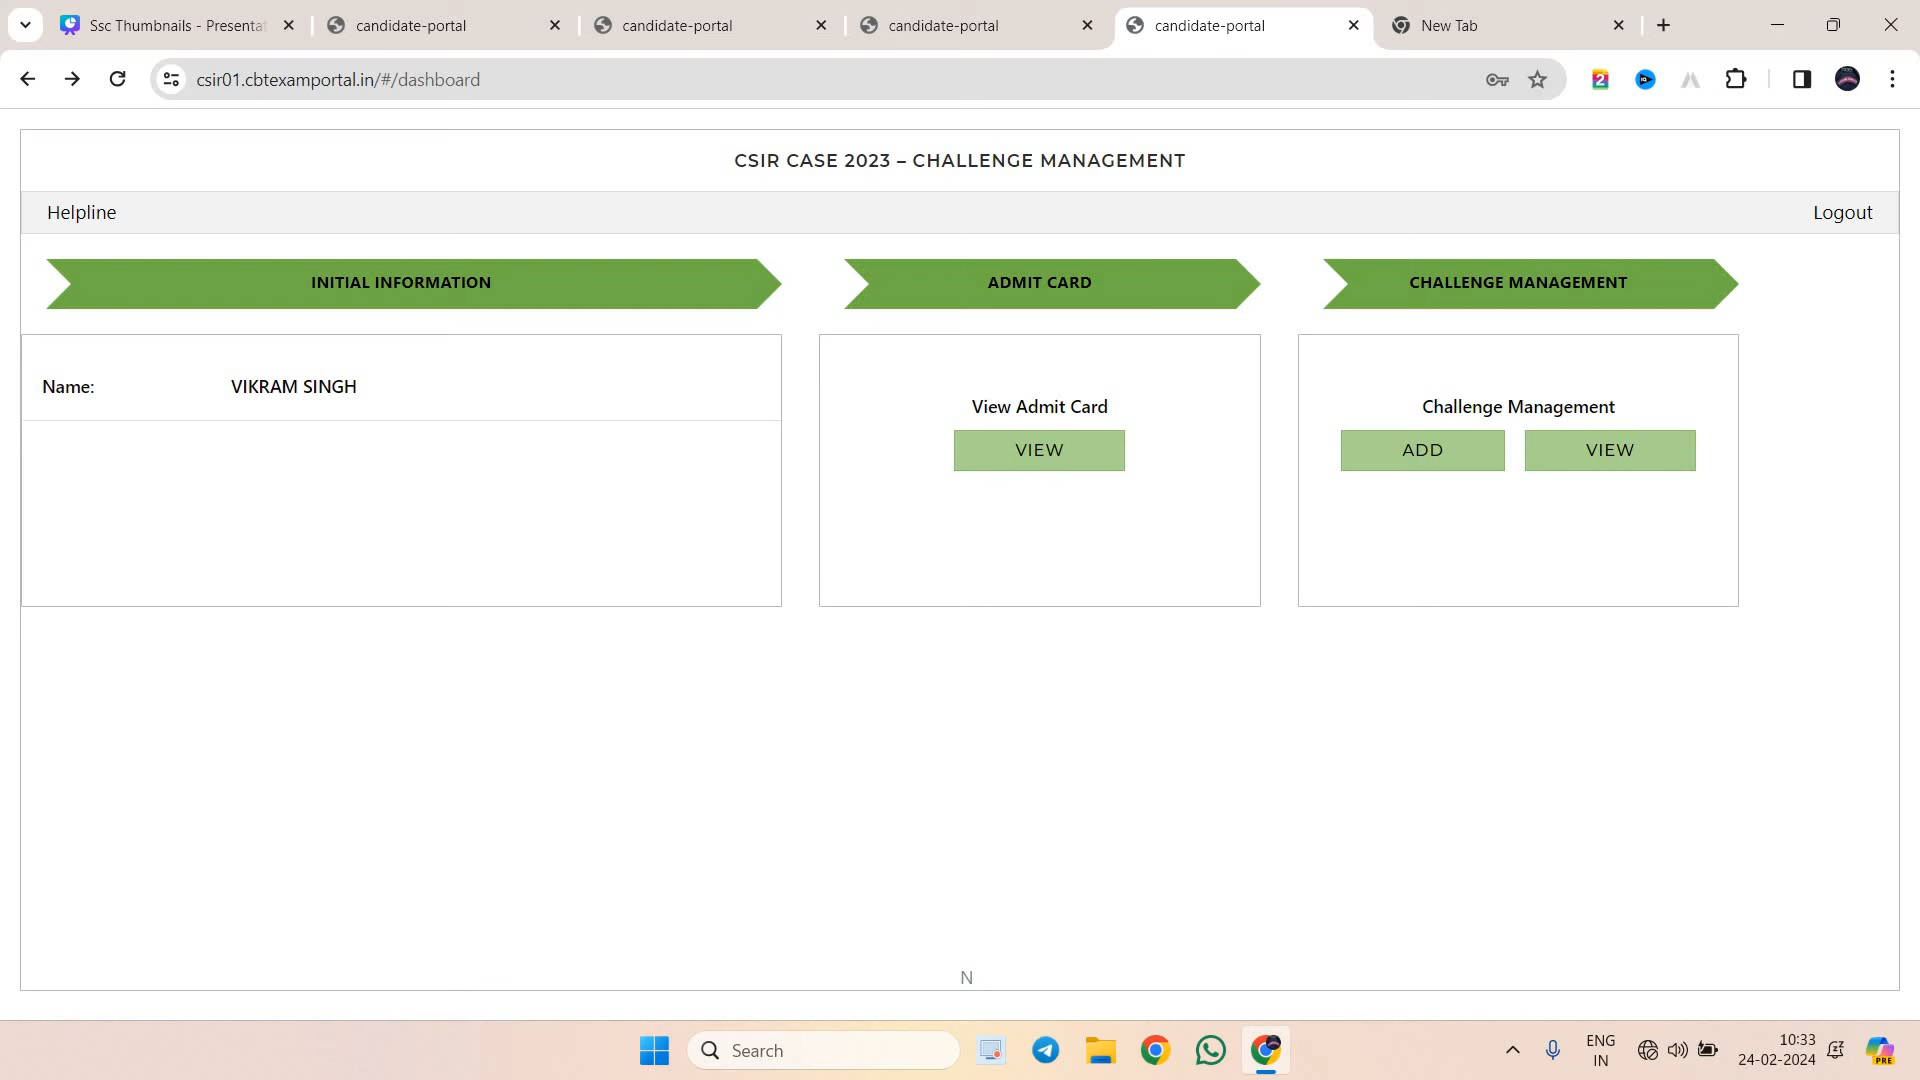 Ssc Thumbnails - Presentat
candidate-portal
candidate-portal
candidate-portal
candidate-portal
New Tab
csir01.cbtexamportal.in/#/dashboard
CSIR CASE 2023 – CHALLENGE MANAGEMENT
Helpline
Logout
INITIAL INFORMATION
ADMIT CARD
CHALLENGE MANAGEMENT
Name: VIKRAM SINGH
View Admit Card
VIEW
Challenge Management
ADD
VIEW
N
Search
ENG
IN
10:33
24-02-2024
PRE